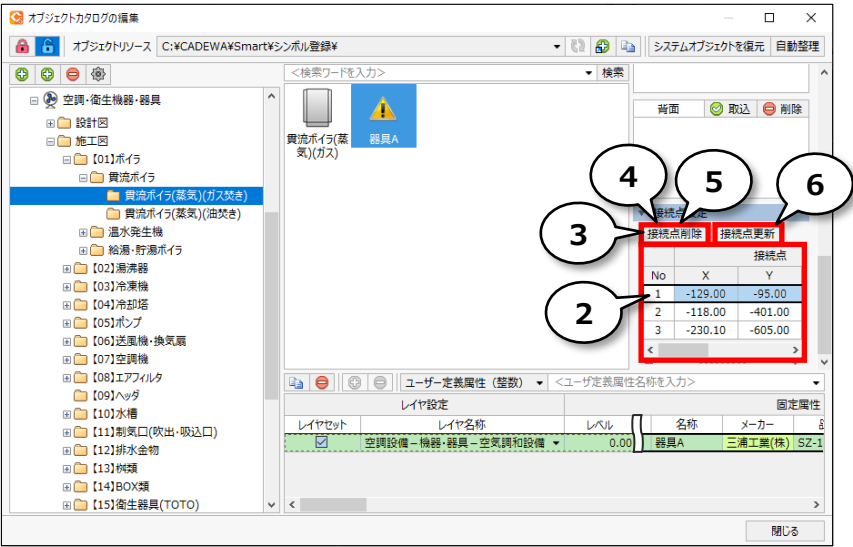 オブジェクトカタログの編集
オブジェクトリソース C:¥CADEWA¥Smart¥シンボル登録¥
システムオブジェクトを復元 自動整理
<検索ワードを入力> 検索
空調・衛生機器・器具
設計図
施工図
【01】ボイラ
貫流ボイラ
貫流ボイラ(蒸気)(ガス焚き)
貫流ボイラ(蒸気)(油焚き)
温水発生機
給湯・貯湯ボイラ
【02】湯沸器
【03】冷凍機
【04】冷却塔
【05】ポンプ
【06】送風機・換気扇
【07】空調機
【08】エアフィルタ
【09】ヘッダ
【10】水槽
【11】制気口(吹出・吸込口)
【12】排水金物
【13】桝類
【14】BOX類
【15】衛生器具(TOTO)
貫流ボイラ(蒸
気)(ガス)
器具A
背面 取込 削除
4 5 6
接続点設定
3
接続点削除 接続点更新
接続点
No X Y
1 -129.00 -95.00
2 -118.00 -401.00
3 -230.10 -605.00
2
ユーザー定義属性（整数） <ユーザ定義属性名称を入力>
レイヤ設定 固定属性
レイヤセット レイヤ名称 レベル 名称 メーカー
空調設備－機器・器具－空気調和設備 0.00 器具A 三浦工業(株) SZ-1
閉じる